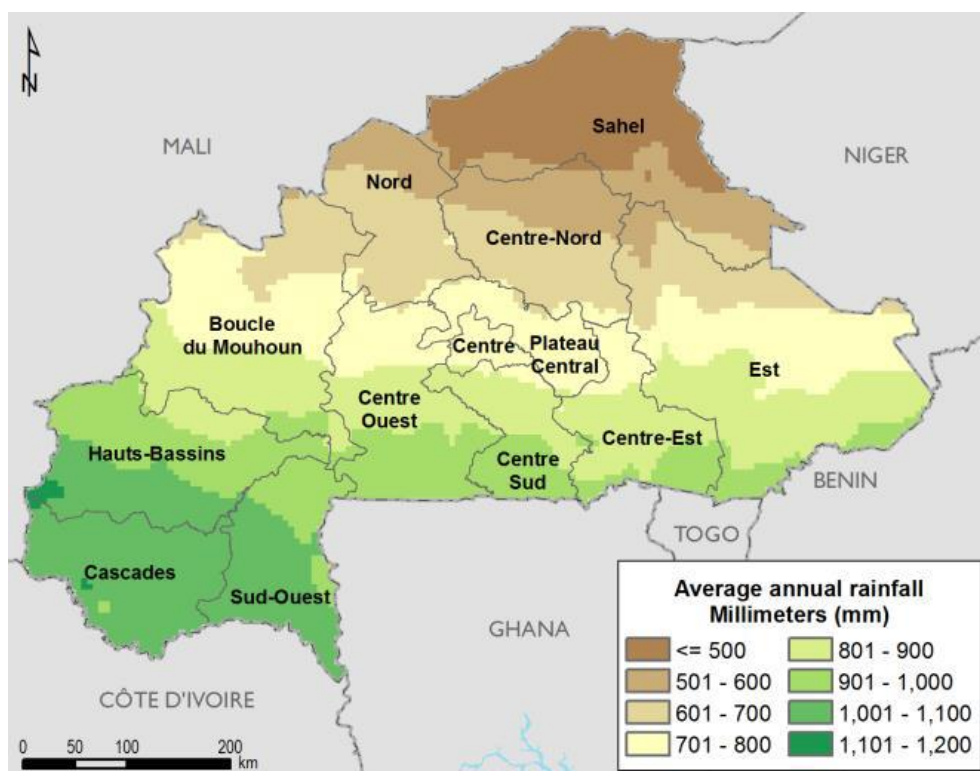 N
MALI
NIGER
Sahel
Nord
Centre-Nord
Boucle
du Mouhoun
Centre
Plateau
Central
Est
Centre
Ouest
Hauts-Bassins
Centre-Est
Centre
Sud
BENIN
TOGO
Cascades
Sud-Ouest
GHANA
CÔTE D'IVOIRE
0 50 100 200
km
Average annual rainfall
Millimeters (mm)
<= 500
501 - 600
601 - 700
701 - 800
801 - 900
901 - 1,000
1,001 - 1,100
1,101 - 1,200